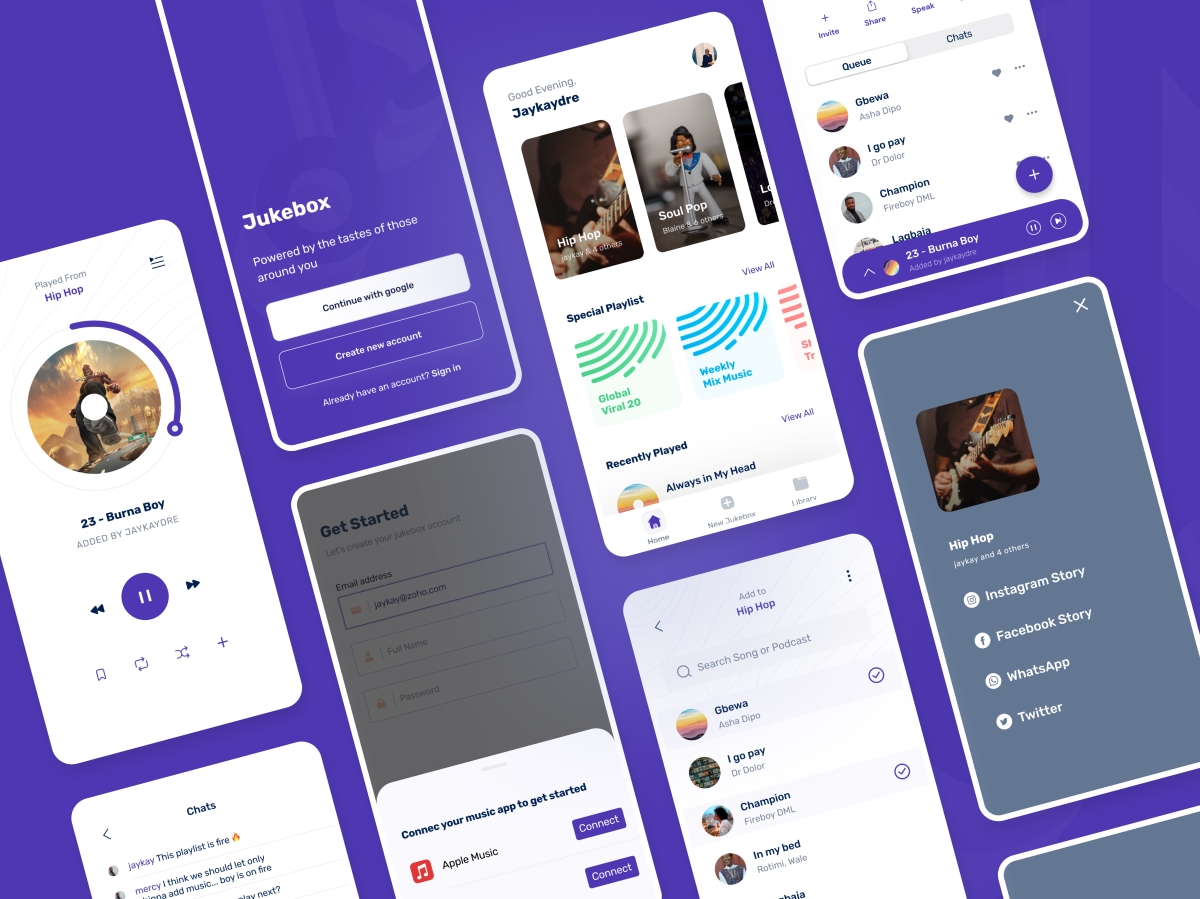 Played From
Hip Hop
23 - Burna Boy
ADDED BY JAYKAYDRE
Jukebox
Powered by the tastes of those
around you
Continue with google
Create new account
Already have an account? Sign in
Good Evening,
Jaykaydre
Hip Hop
jaykay & 4 others
Soul Pop
Blaine & 6 others
Lo
Dr
View All
Special Playlist
Global
Viral 20
Weekly
Mix Music
Sh
Tr
View All
Recently Played
Always in My Head
Home
New Jukebox
Library
Invite
Share
Speak
Queue
Chats
Gbewa
Asha Dipo
I go pay
Dr Dolor
Champion
Fireboy DML
Lagbaja
23 - Burna Boy
Added by jaykaydre
Get Started
Let's create your jukebox account
Email address
jaykay@zoho.com
Full Name
Password
Connec your music app to get started
Apple Music
Connect
Connect
Chats
jaykay This playlist is fire 🔥
mercy I think we should let only
add music... boy is on fire
play next?
Add to
Hip Hop
Search Song or Podcast
Gbewa
Asha Dipo
I go pay
Dr Dolor
Champion
Fireboy DML
In my bed
Rotimi, Wale
Hip Hop
jaykay and 4 others
Instagram Story
Facebook Story
WhatsApp
Twitter